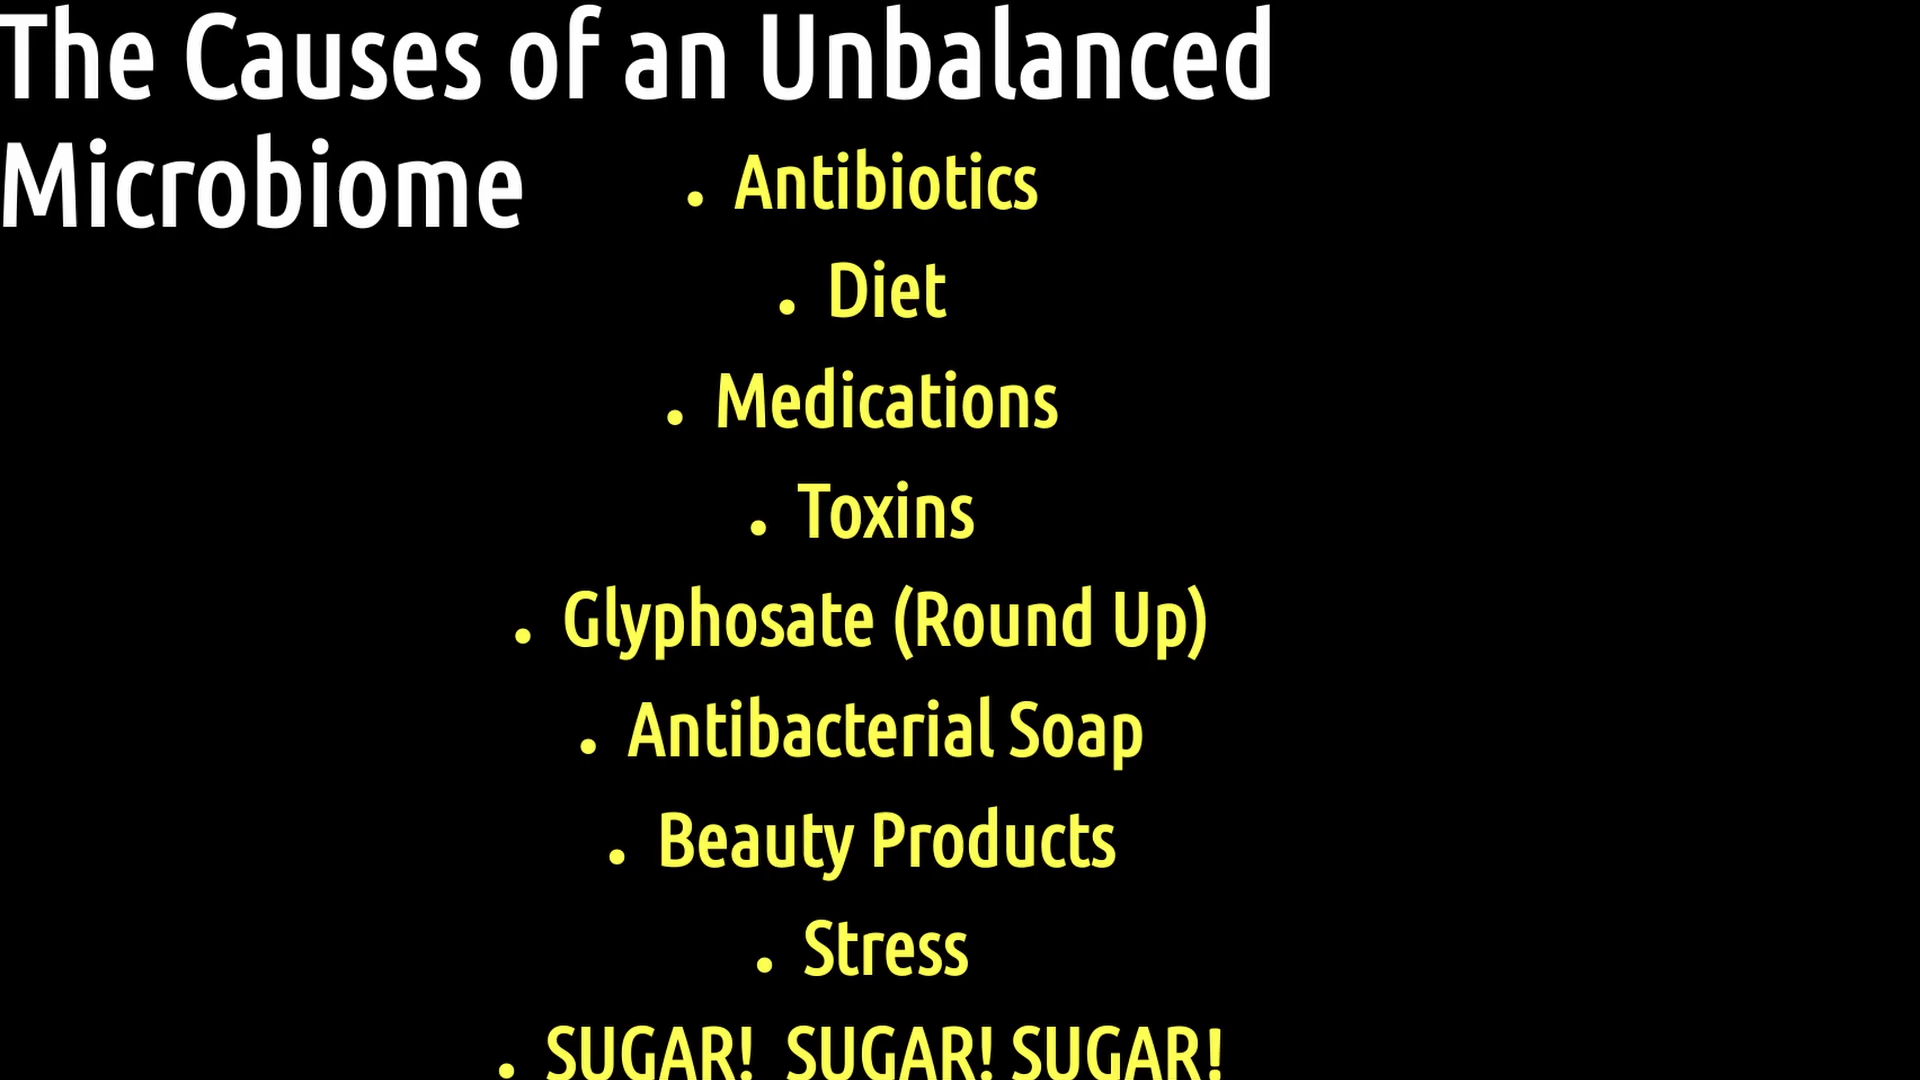 The Causes of an Unbalanced
Microbiome
• Antibiotics
• Diet
• Medications
• Toxins
• Glyphosate (Round Up)
• Antibacterial Soap
• Beauty Products
• Stress
• SUGAR!  SUGAR! SUGAR!